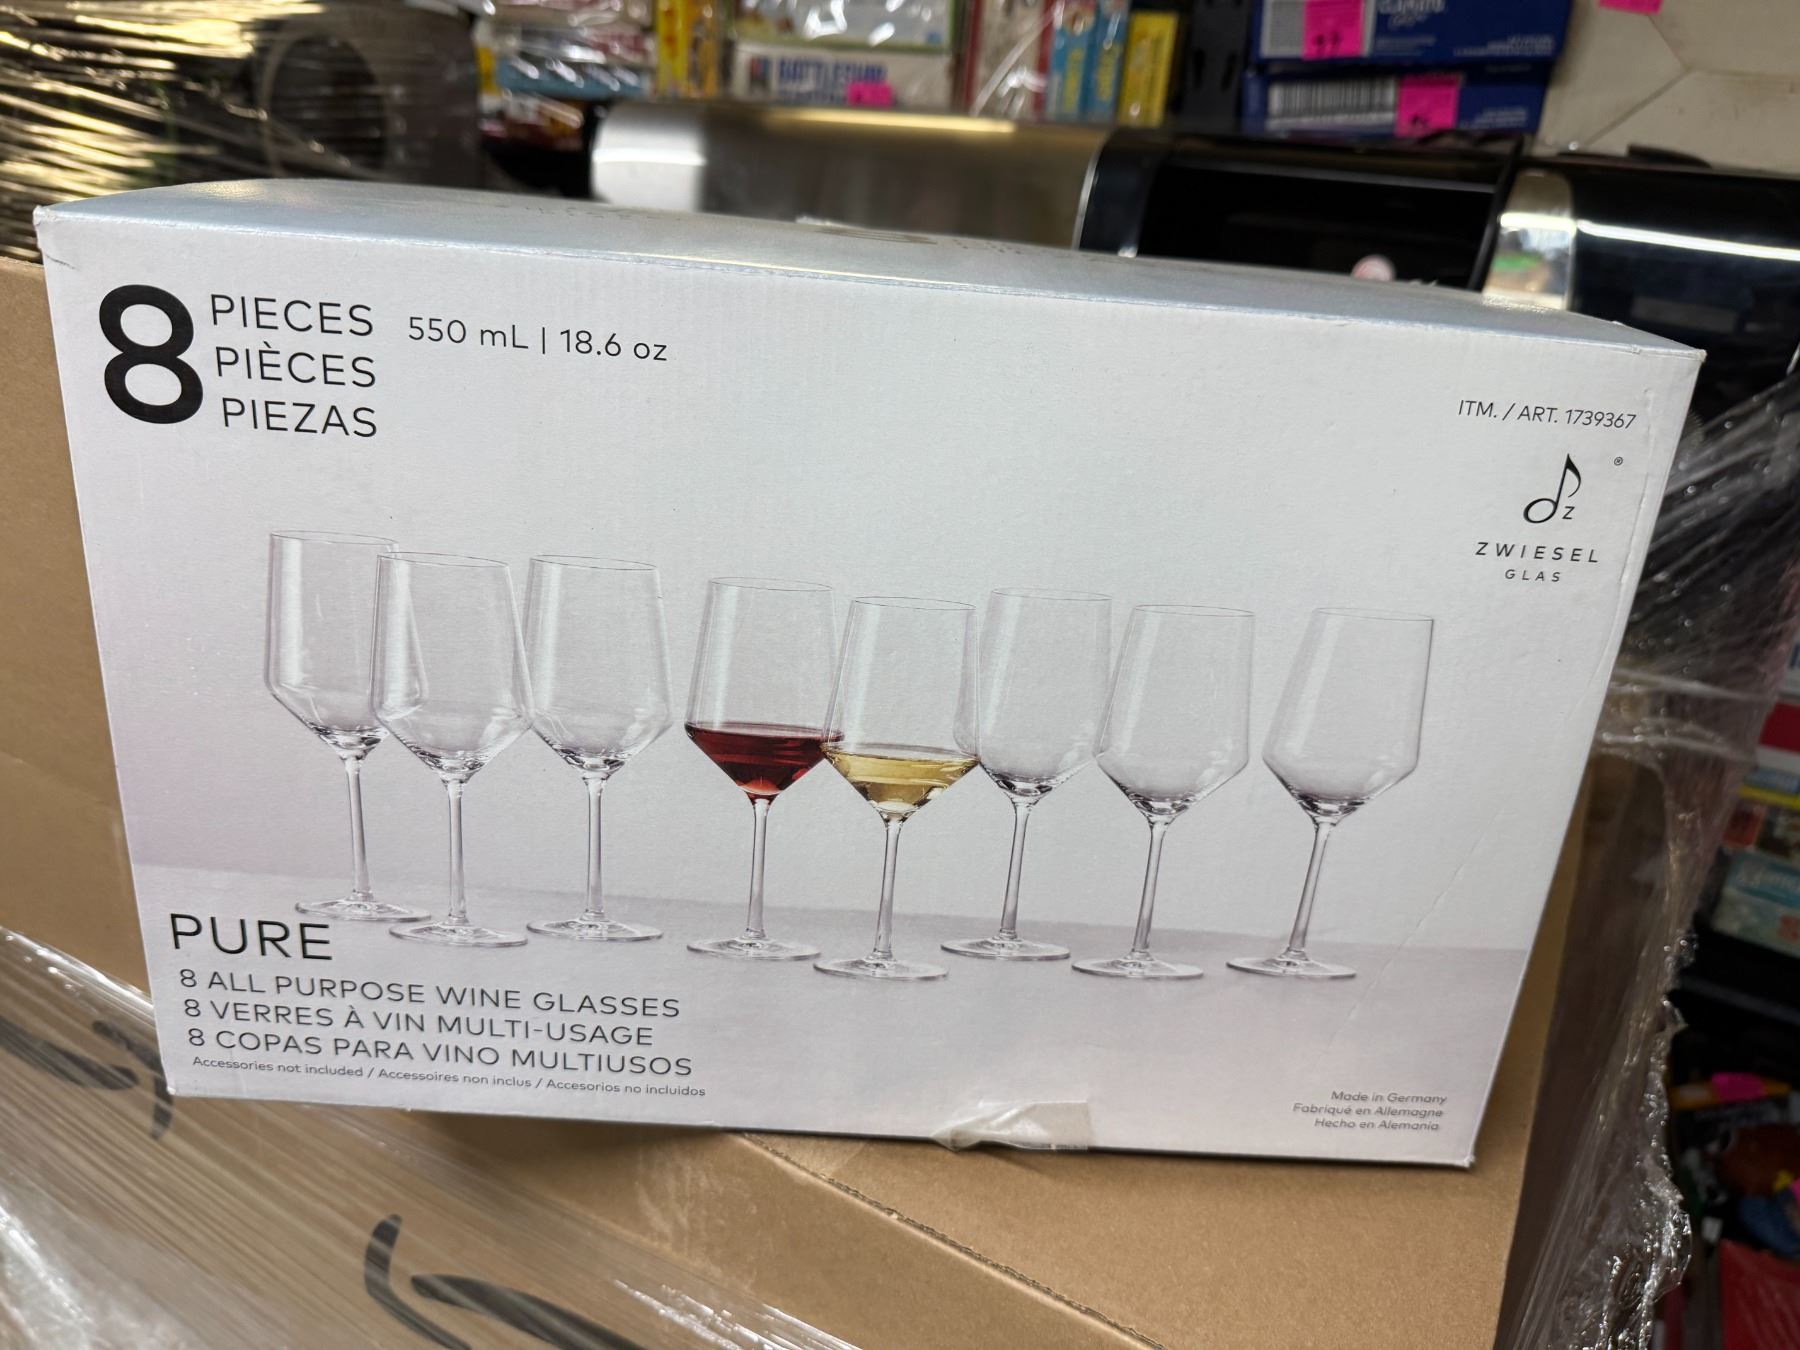 BATTLESHIP
8
PIECES
PIÈCES
PIEZAS
550 mL | 18.6 oz
ITM. / ART. 1739367
®
Z
ZWIESEL
GLAS
PURE
8 ALL PURPOSE WINE GLASSES
8 VERRES À VIN MULTI-USAGE
8 COPAS PARA VINO MULTIUSOS
Accessories not included / Accessoires non inclus / Accesorios no incluidos
Made in Germany
Fabriqué en Allemagne
Hecho en Alemania